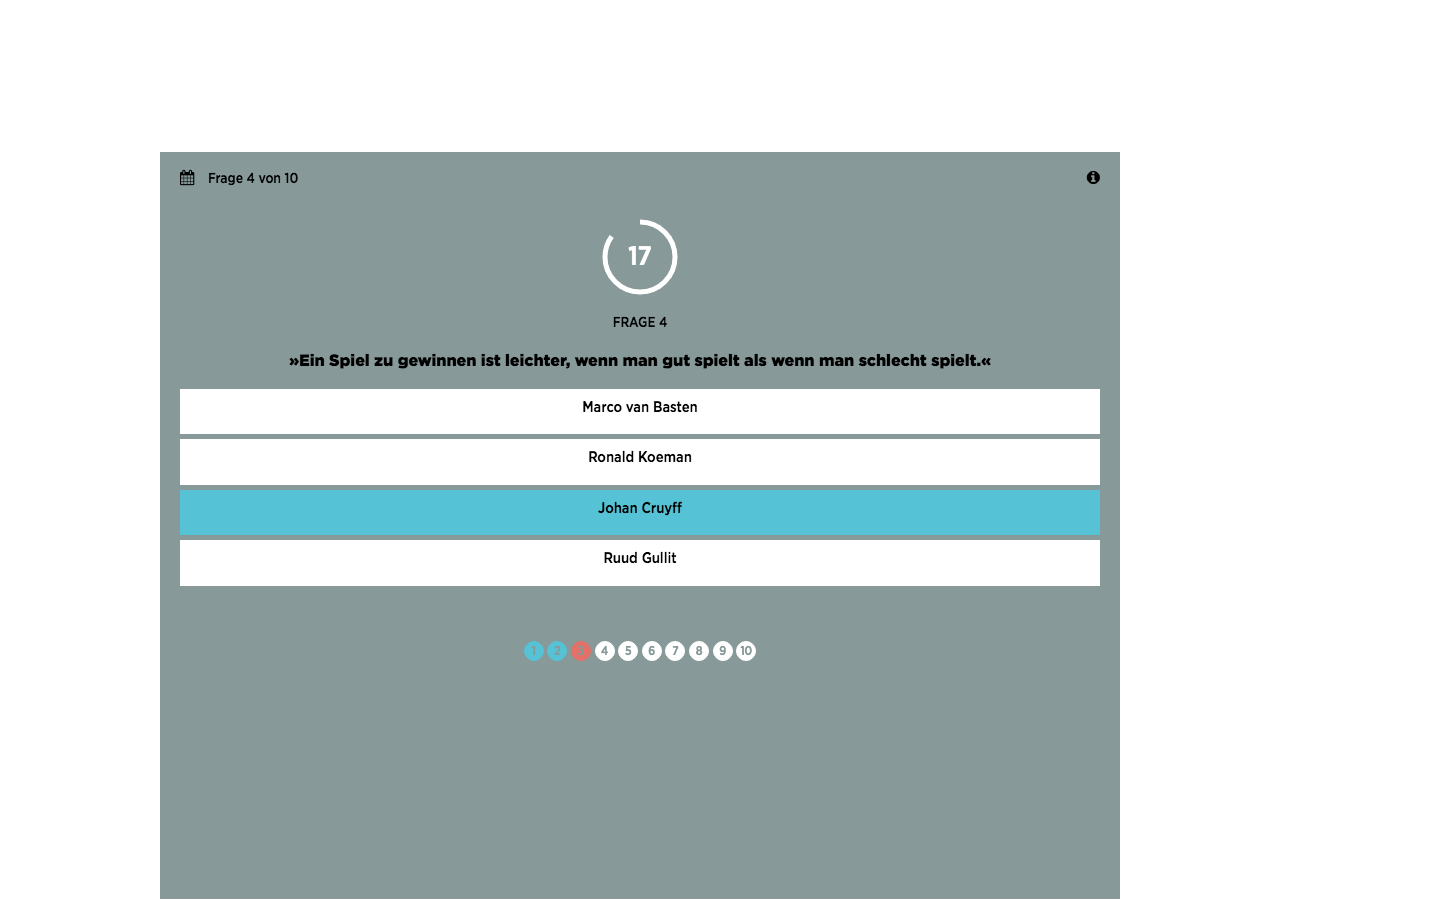 Frage 4 von 10
17
FRAGE 4
»Ein Spiel zu gewinnen ist leichter, wenn man gut spielt als wenn man schlecht spielt.«
Marco van Basten
Ronald Koeman
Johan Cruyff
Ruud Gullit
1 2 3 4 5 6 7 8 9 10